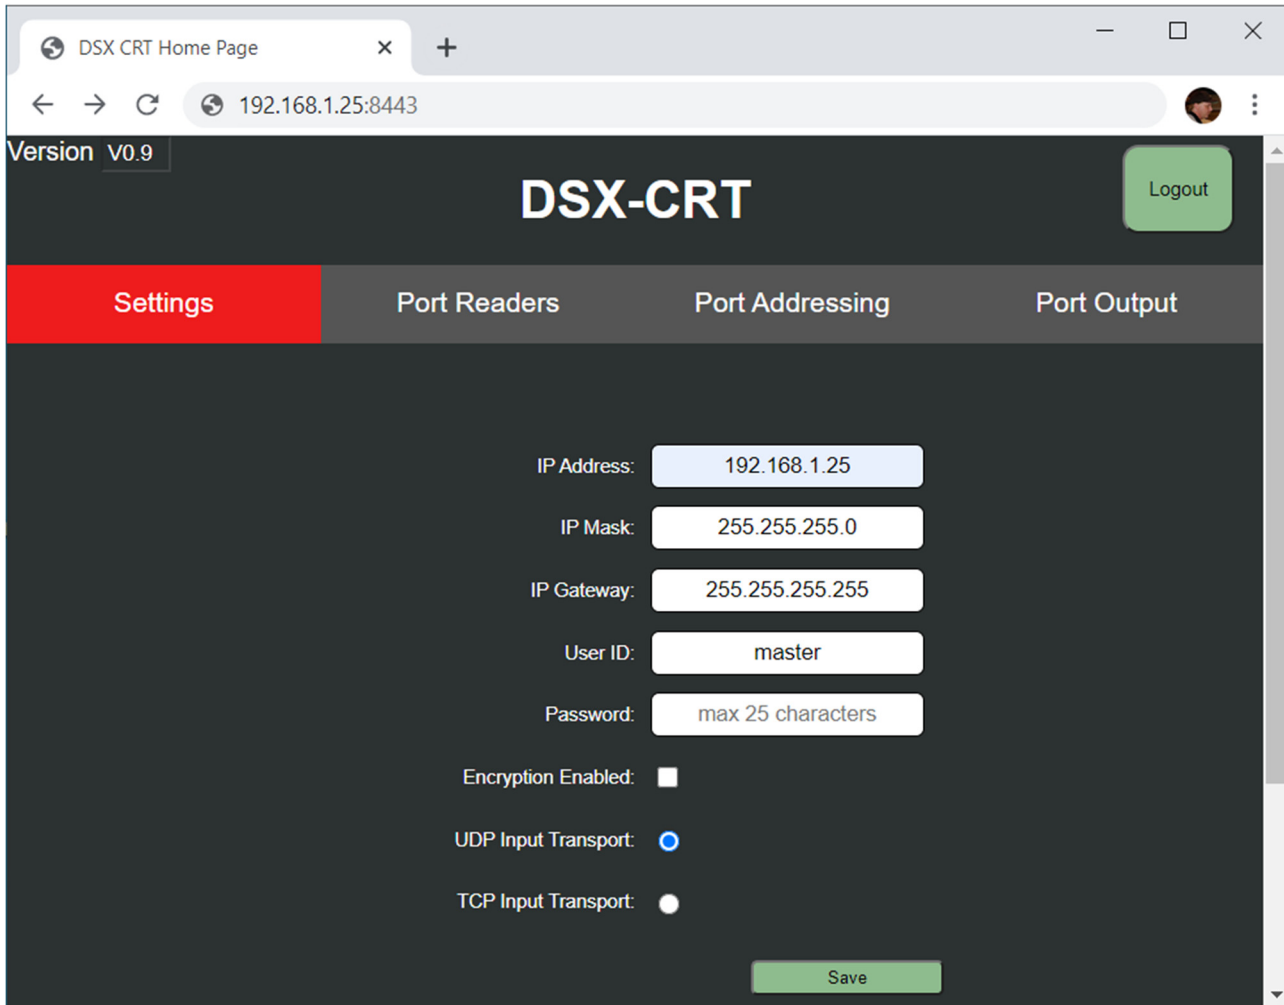 DSX CRT Home Page
192.168.1.25:8443
Version V0.9
DSX-CRT
Logout
Settings Port Readers Port Addressing Port Output
IP Address: 192.168.1.25
IP Mask: 255.255.255.0
IP Gateway: 255.255.255.255
User ID: master
Password: max 25 characters
Encryption Enabled:
UDP Input Transport:
TCP Input Transport:
Save